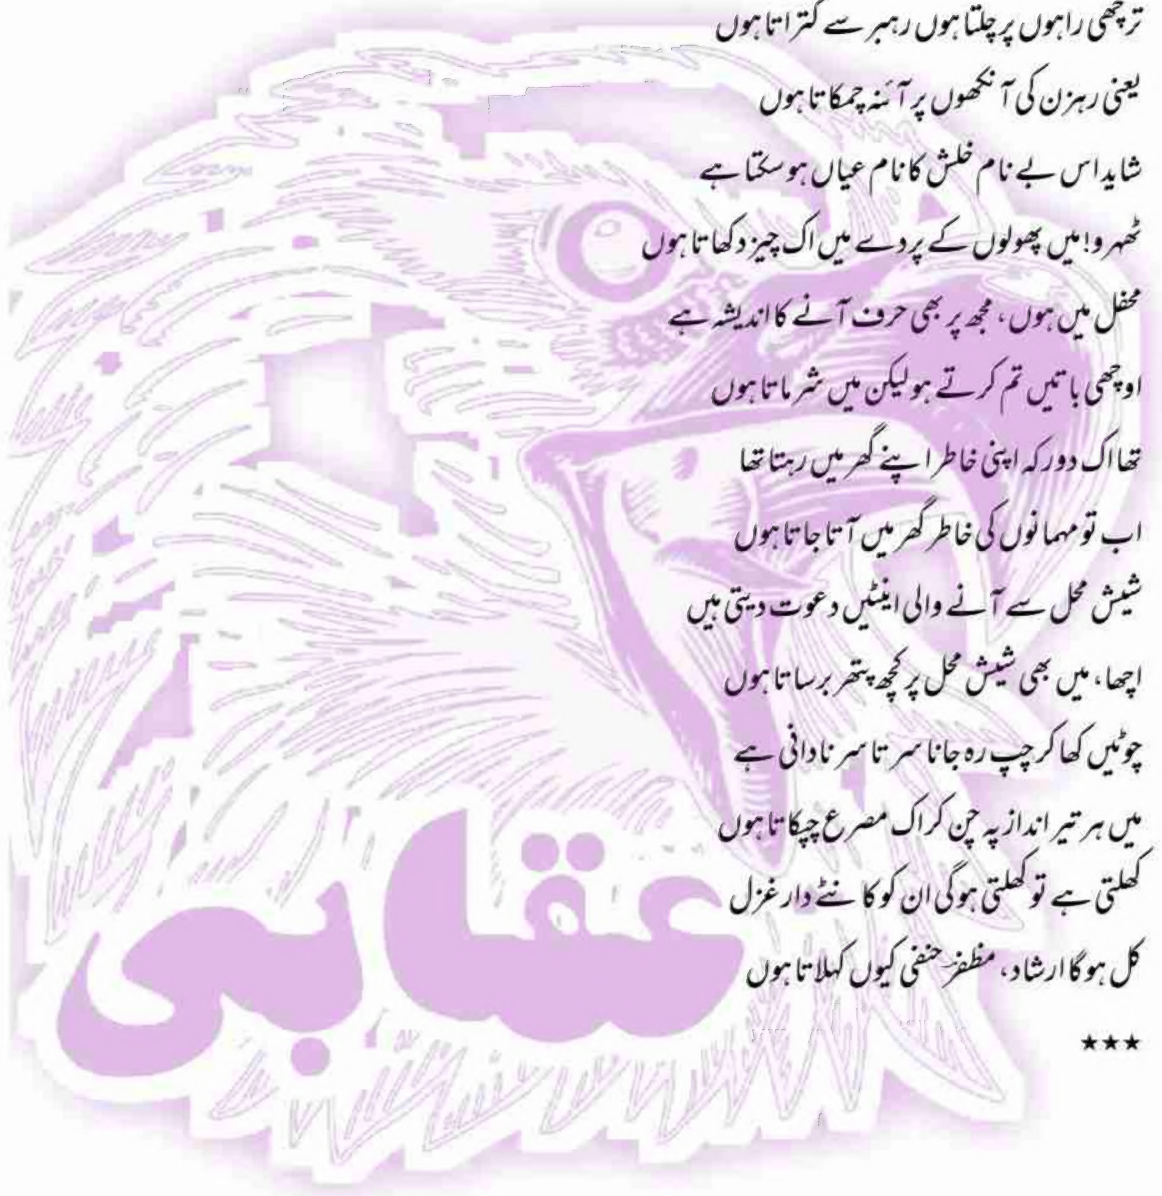 ترچھی راہوں پر چلتا ہوں رہبر سے کتراتا ہوں
یعنی رہزن کی آنکھوں پر آئنہ چمکاتا ہوں
شاید اس بے نام خلش کا نام عیاں ہو سکتا ہے
ٹھہرو! میں پھولوں کے پردے میں اک چیز دکھاتا ہوں
محفل میں ہوں، مجھ پر بھی حرف آنے کا اندیشہ ہے
اوچھی باتیں تم کرتے ہو لیکن میں شرماتا ہوں
تھا اک دور کہ اپنی خاطر اپنے گھر میں رہتا تھا
اب تو مہمانوں کی خاطر گھر میں آتا جاتا ہوں
شیش محل سے آنے والی اینٹیں دعوت دیتی ہیں
اچھا، میں بھی شیش محل پر کچھ پتھر برساتا ہوں
چوٹیں کھا کر چپ رہ جانا سر تا سر نادانی ہے
میں ہر تیر انداز پہ چن کر اک مصرع چپکاتا ہوں
کھلتی ہے تو کھلتی ہوگی ان کو کانٹے دار غزل
کل ہوگا ارشاد، مظفرؔ حنفی کیوں کہلاتا ہوں
★★★
عقابی